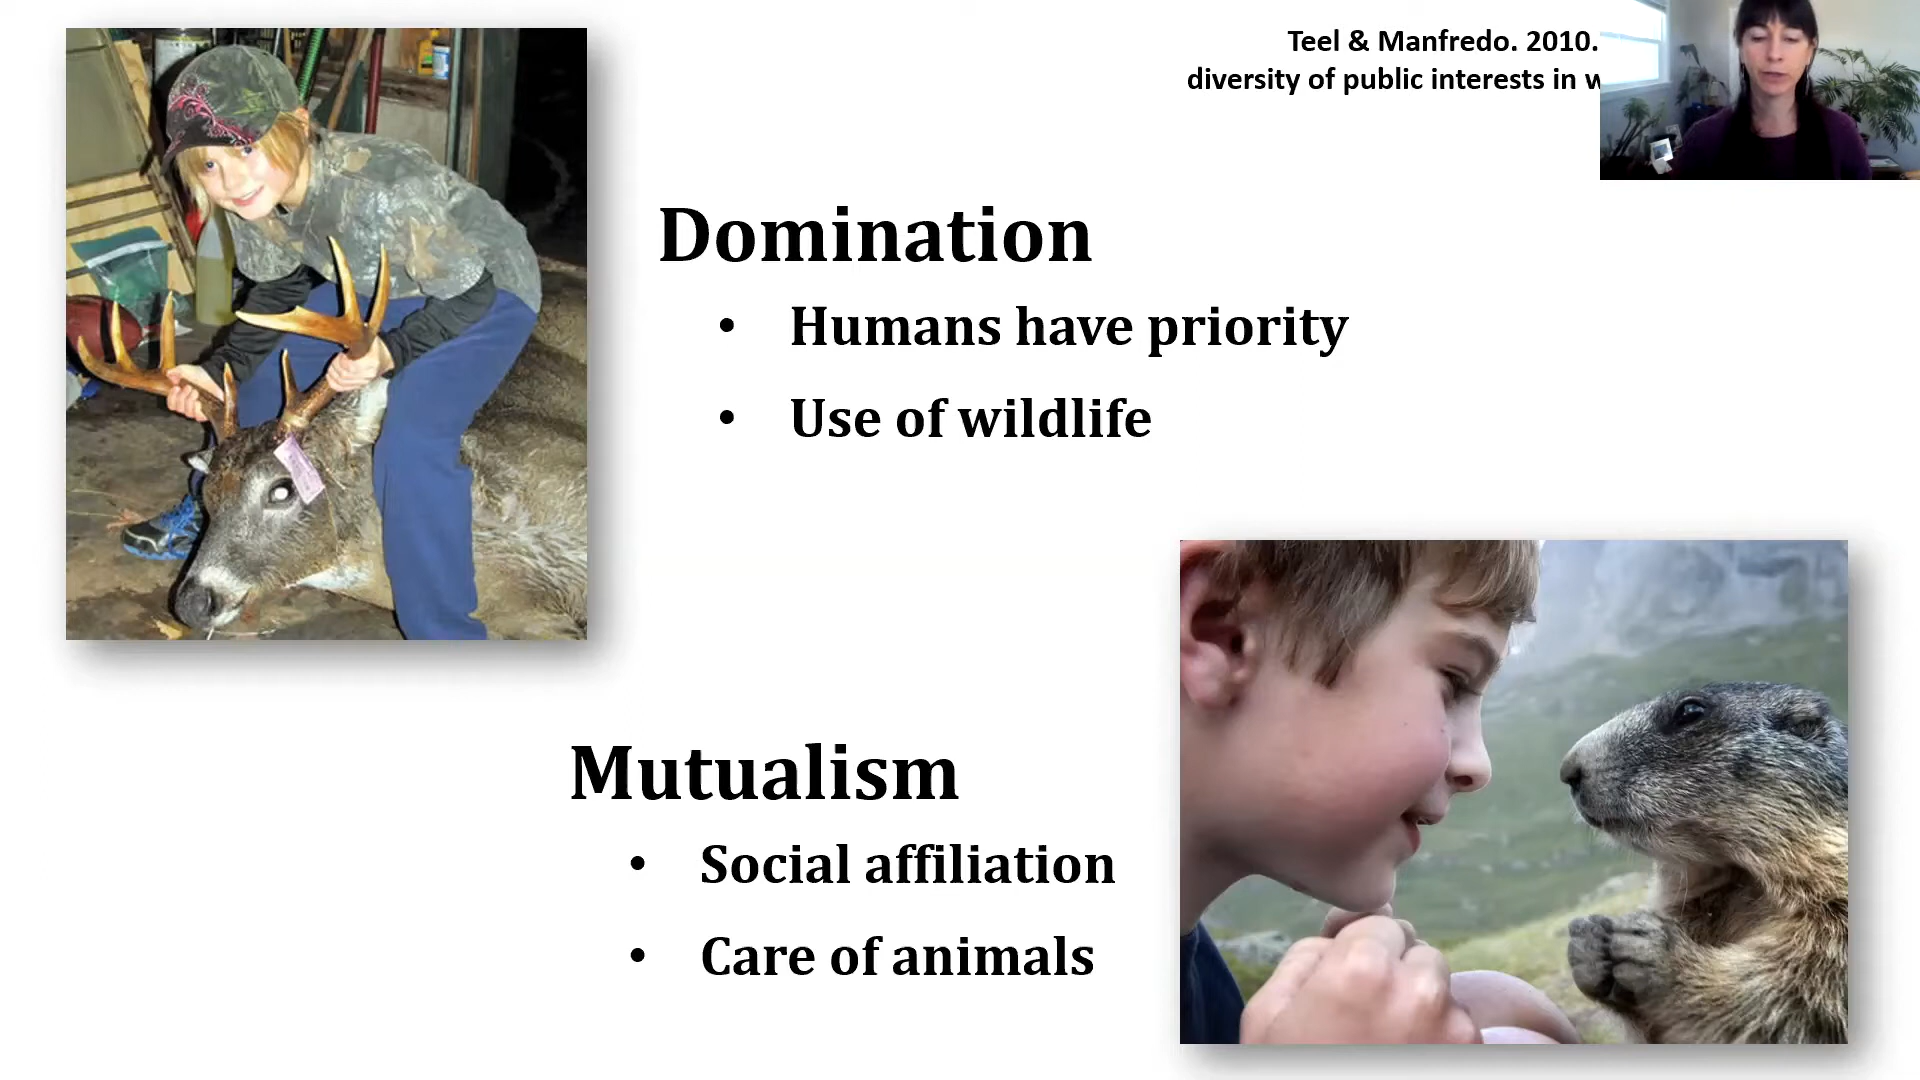 Teel & Manfredo. 2010.
diversity of public interests in
Domination
• Humans have priority
• Use of wildlife
Mutualism
• Social affiliation
• Care of animals